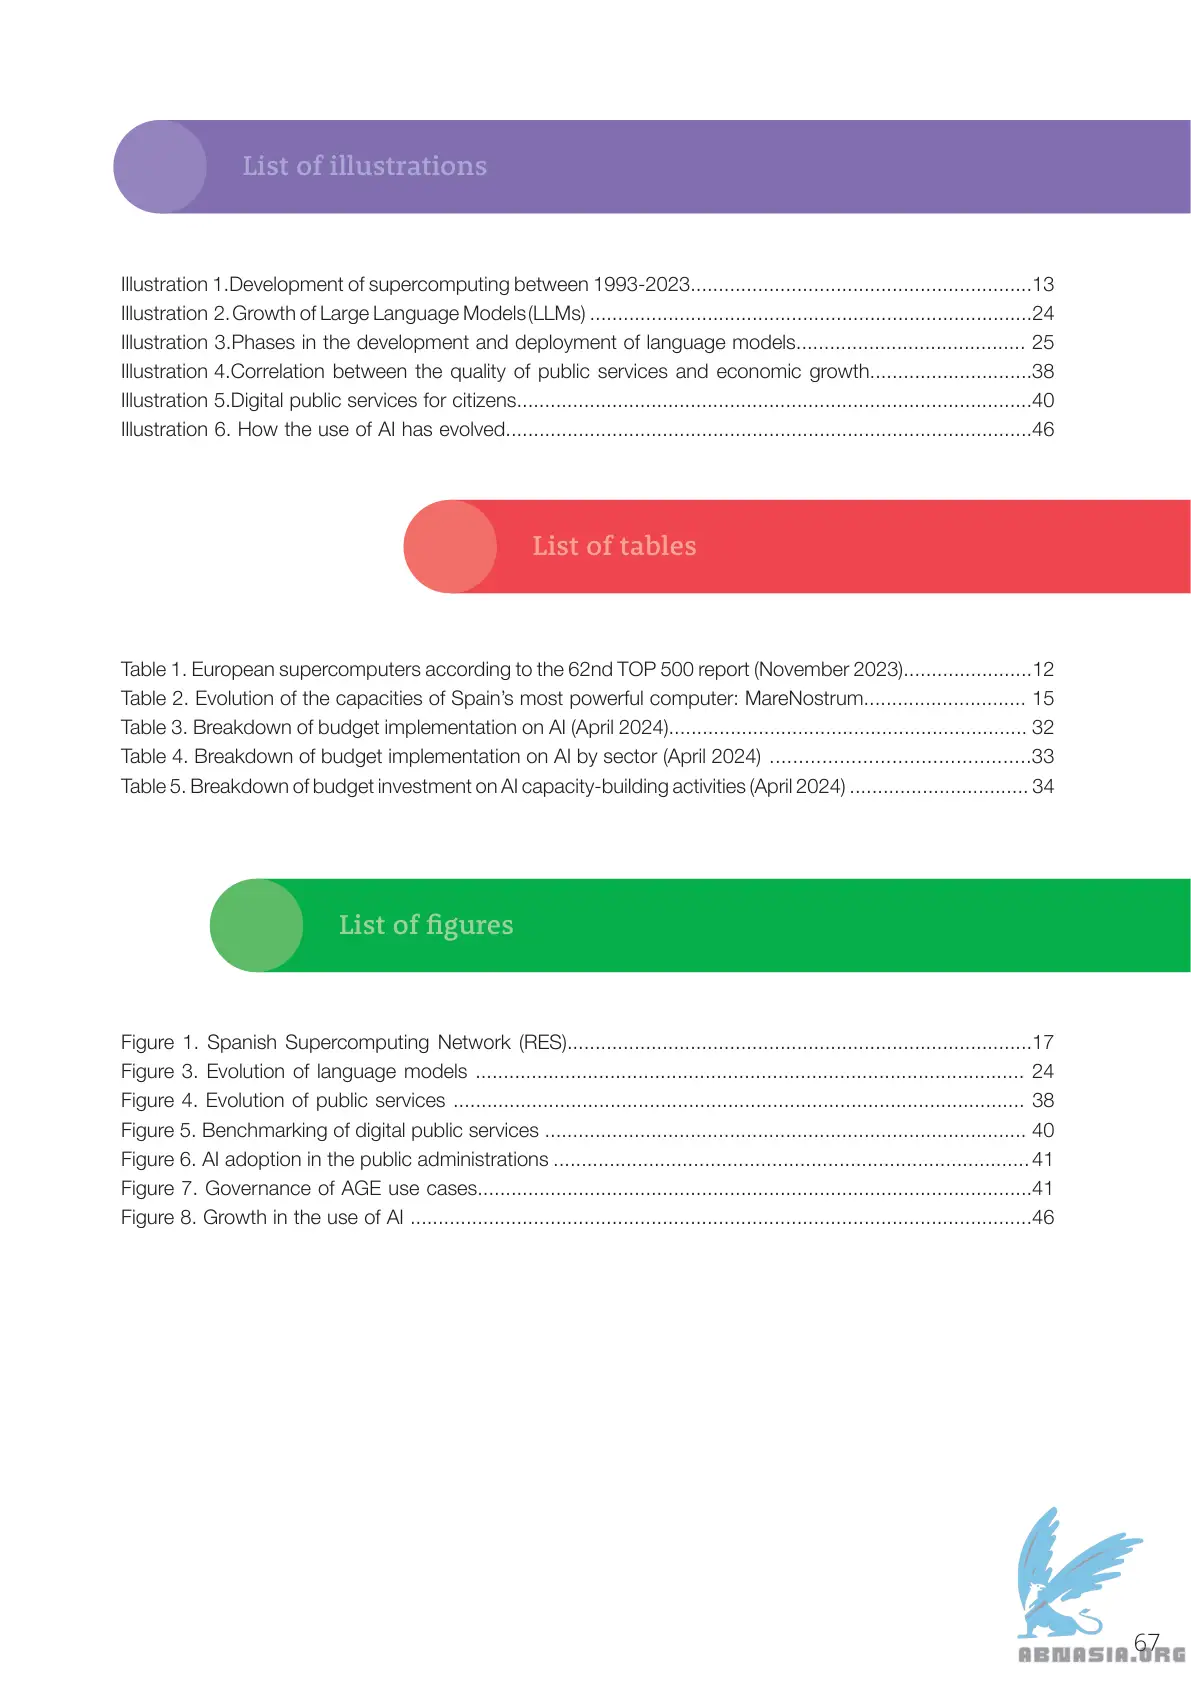 List of illustrations
Illustration 1.Development of supercomputing between 1993-2023.............................................................13
Illustration 2. Growth of Large Language Models(LLMs) ...............................................................................24
Illustration 3.Phases in the development and deployment of language models......................................... 25
Illustration 4.Correlation between the quality of public services and economic growth.............................38
Illustration 5.Digital public services for citizens............................................................................................40
Illustration 6. How the use of AI has evolved..............................................................................................46
List of tables
Table 1. European supercomputers according to the 62nd TOP 500 report (November 2023).......................12
Table 2. Evolution of the capacities of Spain’s most powerful computer: MareNostrum............................. 15
Table 3. Breakdown of budget implementation on AI (April 2024)................................................................ 32
Table 4. Breakdown of budget implementation on AI by sector (April 2024) .............................................33
Table 5. Breakdown of budget investment on AI capacity-building activities (April 2024) ................................ 34
List of figures
Figure 1. Spanish Supercomputing Network (RES)...................................................................................17
Figure 3. Evolution of language models .................................................................................................. 24
Figure 4. Evolution of public services ...................................................................................................... 38
Figure 5. Benchmarking of digital public services ...................................................................................... 40
Figure 6. AI adoption in the public administrations ..................................................................................... 41
Figure 7. Governance of AGE use cases...................................................................................................41
Figure 8. Growth in the use of AI ...............................................................................................................46
67
ABNASIA.ORG